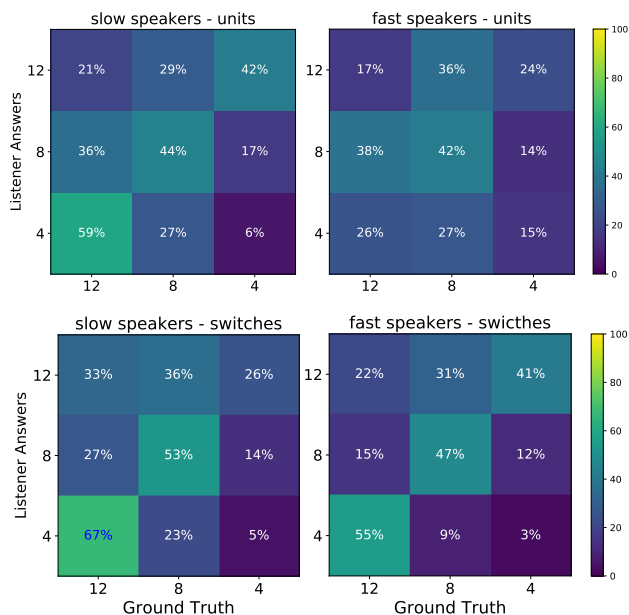 slow speakers - units
fast speakers - units
Listener Answers
12
8
4
21% 29% 42%
36% 44% 17%
59% 27% 6%
12 8 4
12
8
4
17% 36% 24%
38% 42% 14%
26% 27% 15%
12 8 4
100
80
60
40
20
0
slow speakers - switches
fast speakers - swicthes
Listener Answers
12
8
4
33% 36% 26%
27% 53% 14%
67% 23% 5%
12 8 4
Ground Truth
12
8
4
22% 31% 41%
15% 47% 12%
55% 9% 3%
12 8 4
Ground Truth
100
80
60
40
20
0